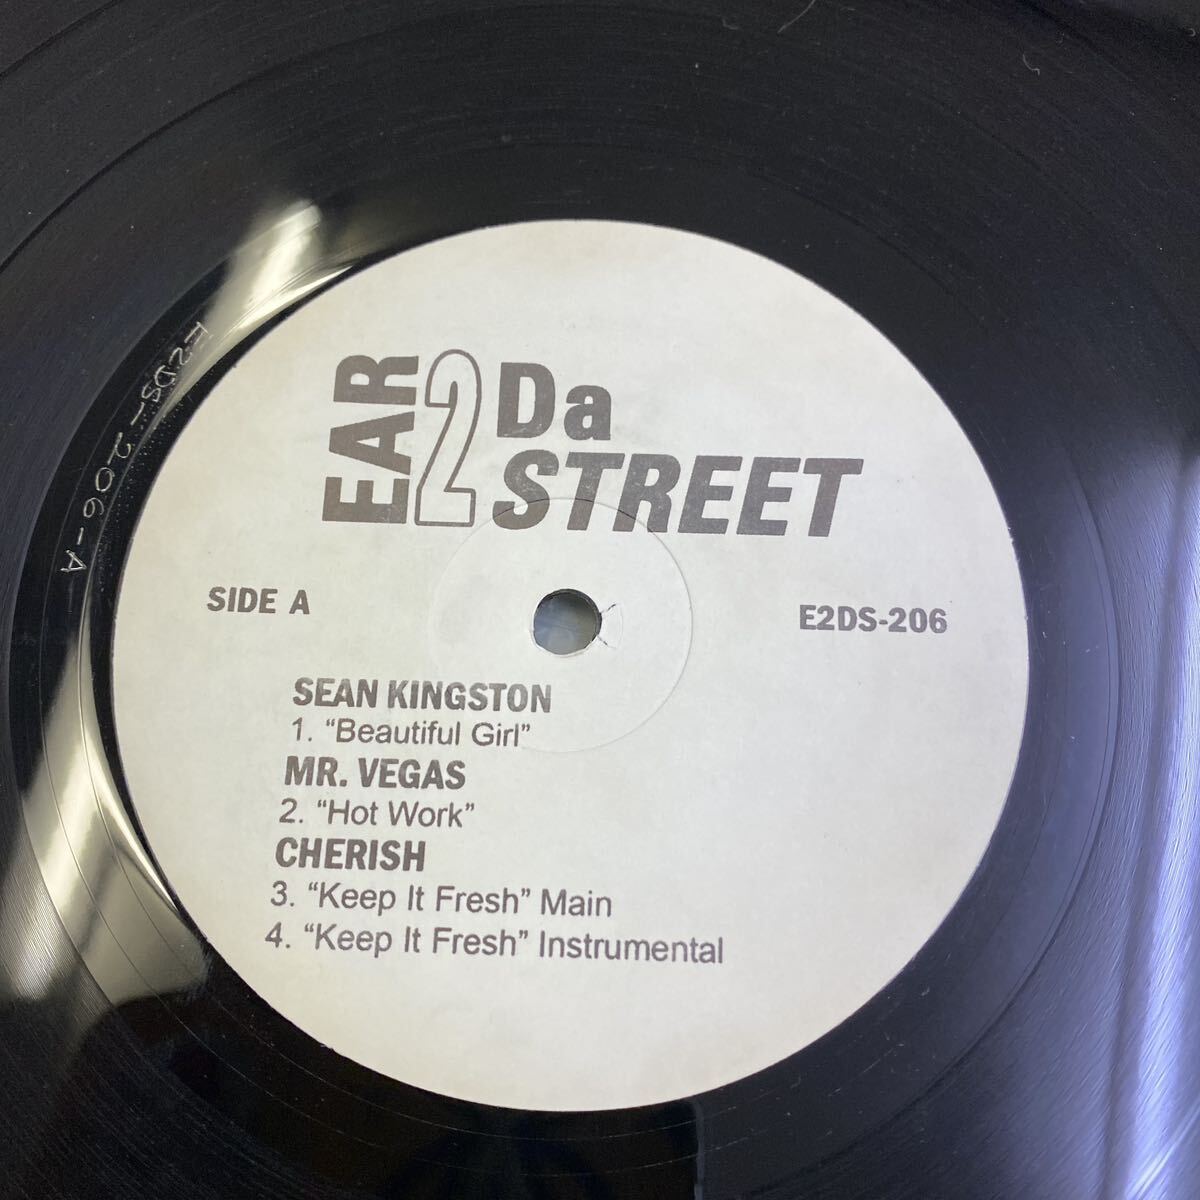 EAR 2 Da
STREET
SIDE A
E2DS-206
SEAN KINGSTON
1. “Beautiful Girl”
MR. VEGAS
2. “Hot Work”
CHERISH
3. “Keep It Fresh” Main
4. “Keep It Fresh” Instrumental
E2DS-206-A